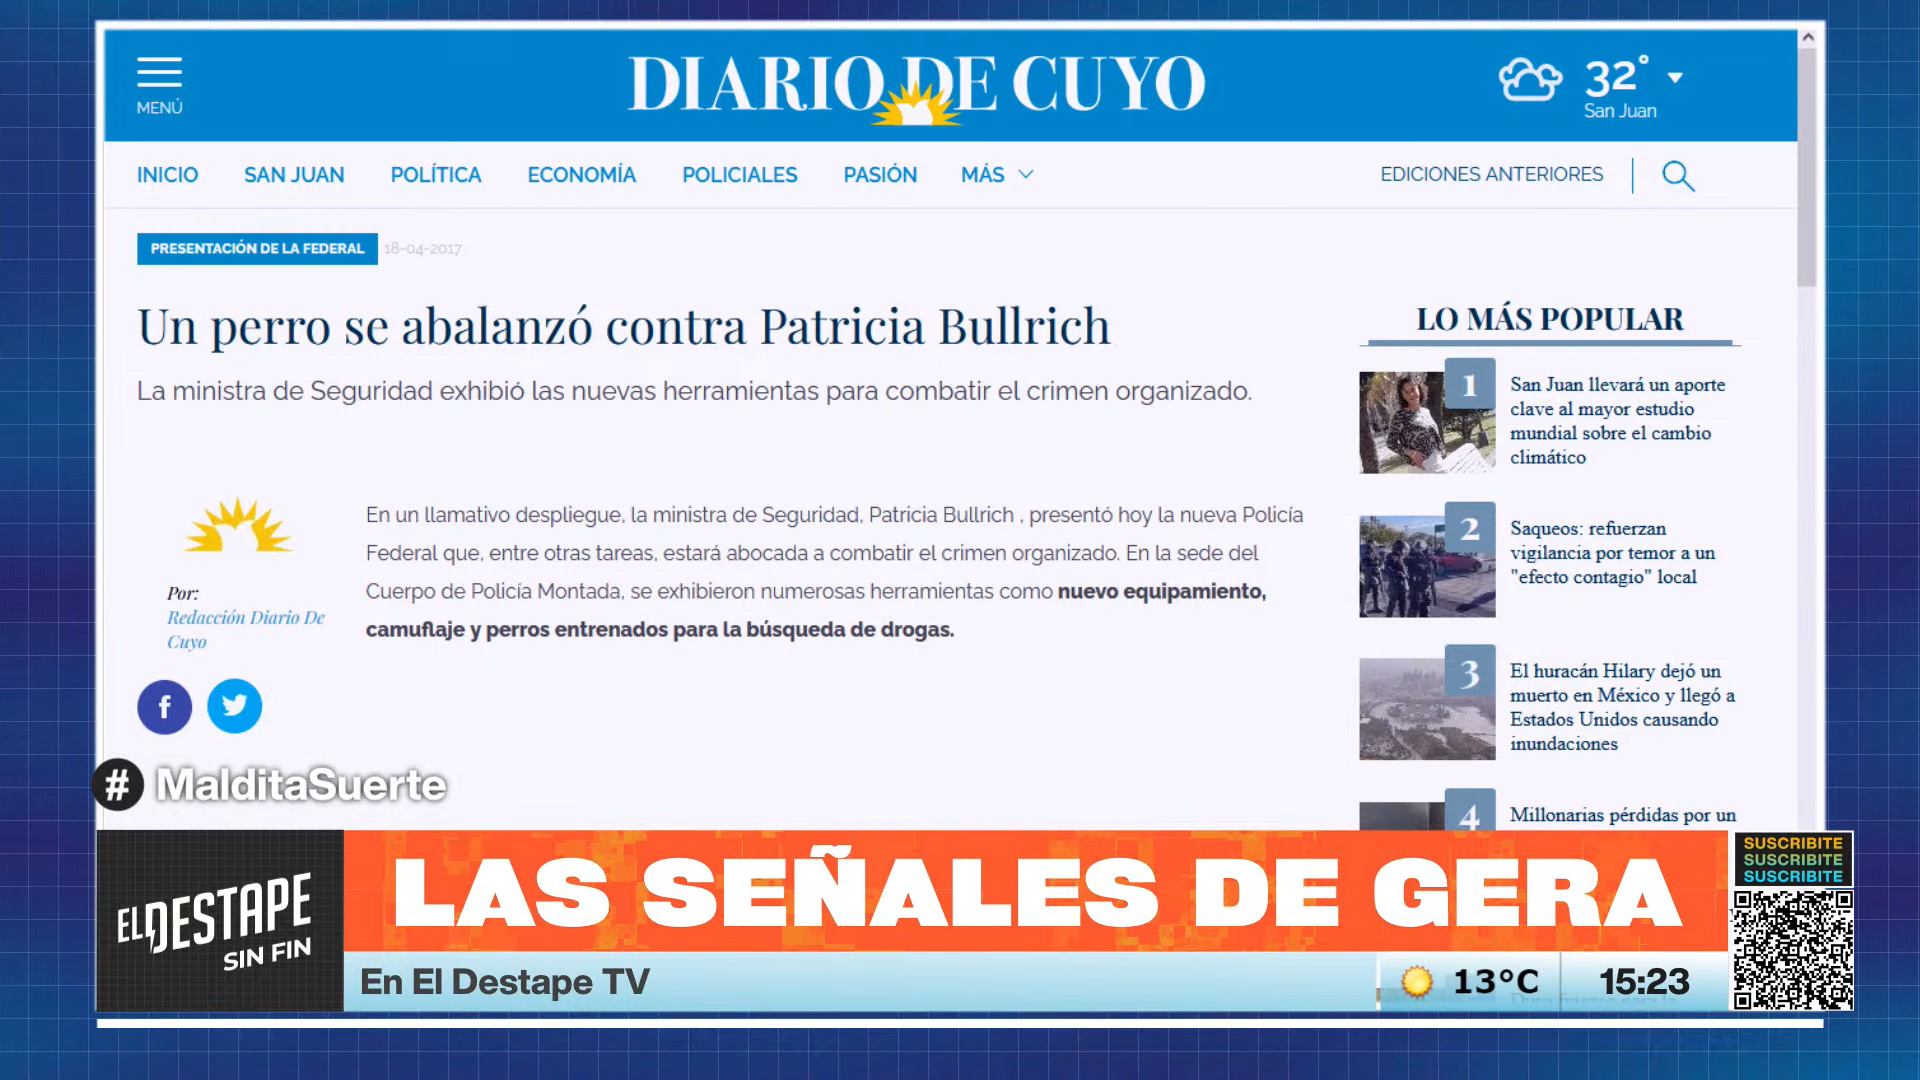 MENÚ
DIARIO DE CUYO
32°
San Juan
INICIO
SAN JUAN
POLÍTICA
ECONOMÍA
POLICIALES
PASIÓN
MÁS
EDICIONES ANTERIORES
PRESENTACIÓN DE LA FEDERAL
18-04-2017
Un perro se abalanzó contra Patricia Bullrich
La ministra de Seguridad exhibió las nuevas herramientas para combatir el crimen organizado.
Por:
Redacción Diario De
Cuyo
En un llamativo despliegue, la ministra de Seguridad, Patricia Bullrich , presentó hoy la nueva Policía
Federal que, entre otras tareas, estará abocada a combatir el crimen organizado. En la sede del
Cuerpo de Policía Montada, se exhibieron numerosas herramientas como nuevo equipamiento,
camuflaje y perros entrenados para la búsqueda de drogas.
f
LO MÁS POPULAR
1
San Juan llevará un aporte
clave al mayor estudio
mundial sobre el cambio
climático
2
Saqueos: refuerzan
vigilancia por temor a un
"efecto contagio" local
3
El huracán Hilary dejó un
muerto en México y llegó a
Estados Unidos causando
inundaciones
4
Millonarias pérdidas por un
# MalditaSuerte
EL DESTAPE
SIN FIN
LAS SEÑALES DE GERA
En El Destape TV
13°C
15:23
SUSCRIBITE
SUSCRIBITE
SUSCRIBITE